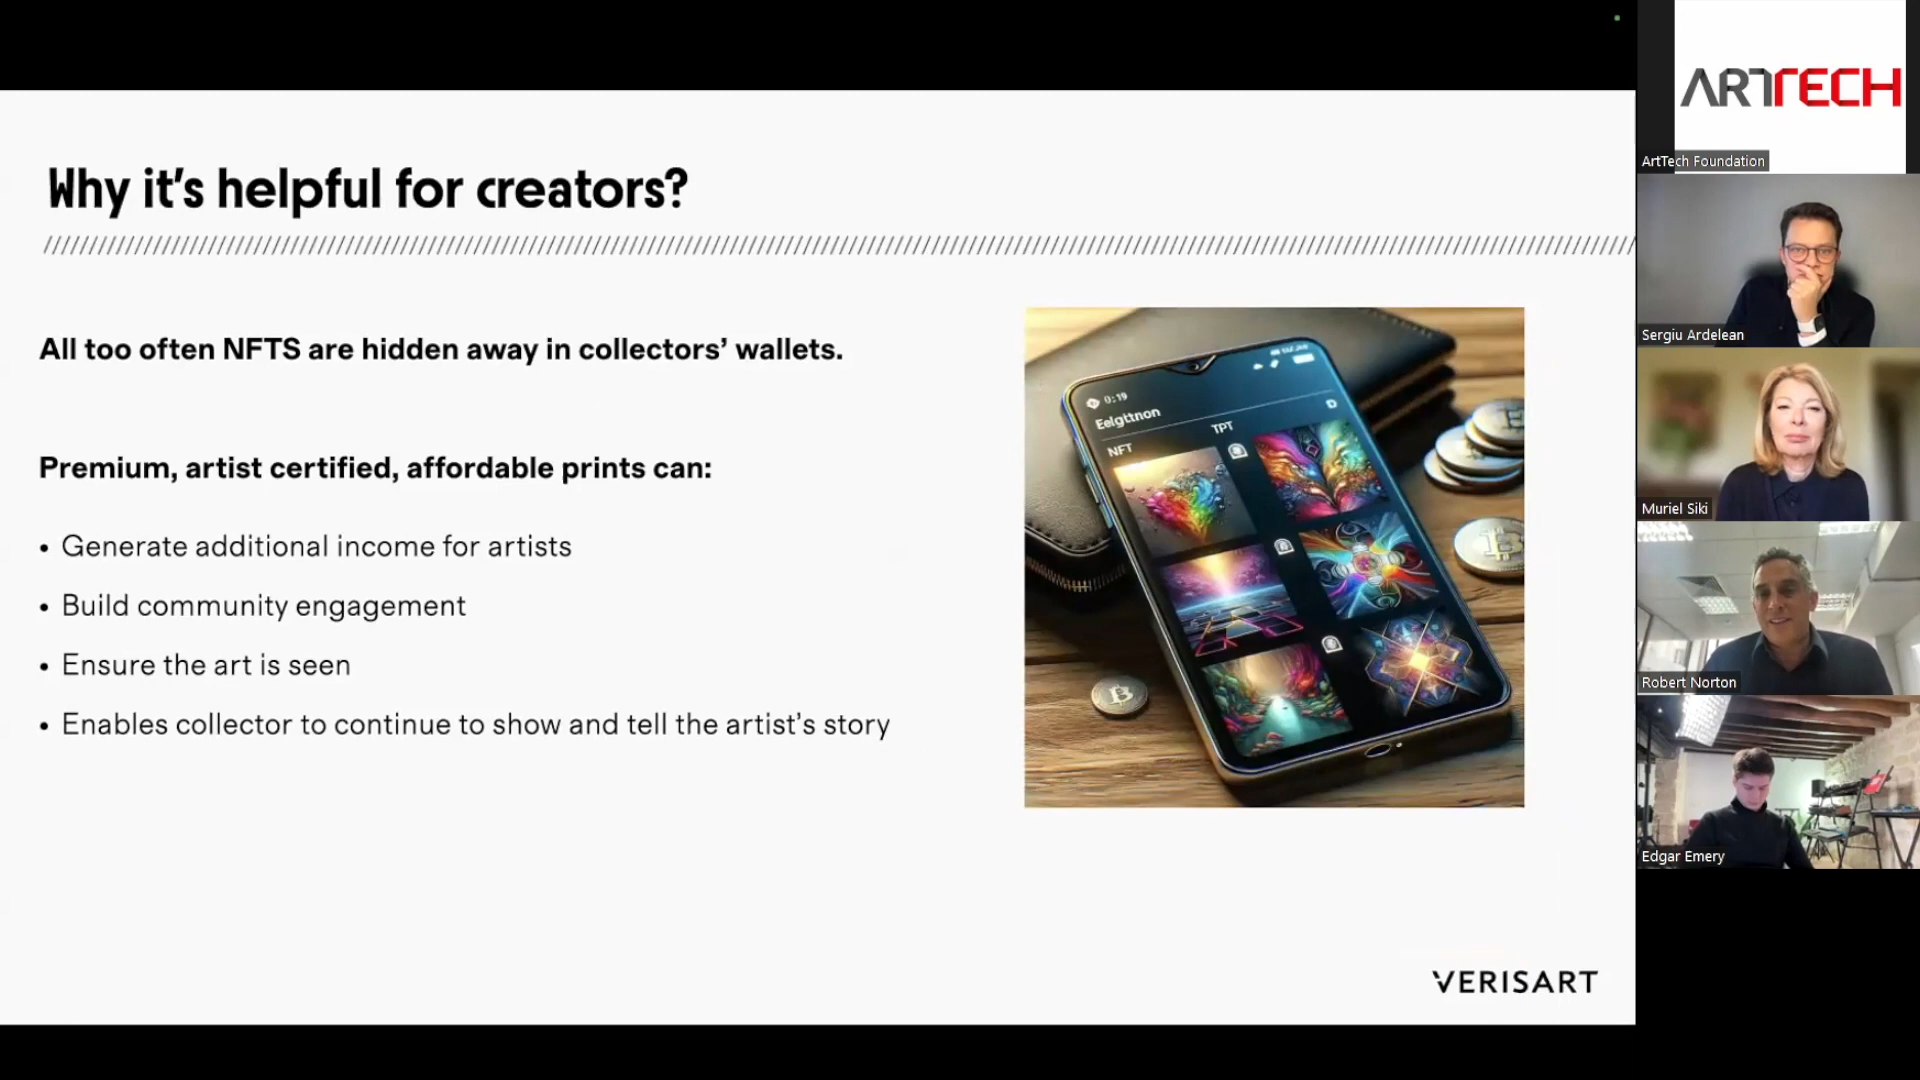 Why it's helpful for creators?
All too often NFTS are hidden away in collectors' wallets.
Premium, artist certified, affordable prints can:
• Generate additional income for artists
• Build community engagement
• Ensure the art is seen
• Enables collector to continue to show and tell the artist's story
0:19
Eelgttnon
NFT
TPT
VERISART
ARTTECH
ArtTech Foundation
Sergiu Ardelean
Muriel Siki
Robert Norton
Edgar Emery